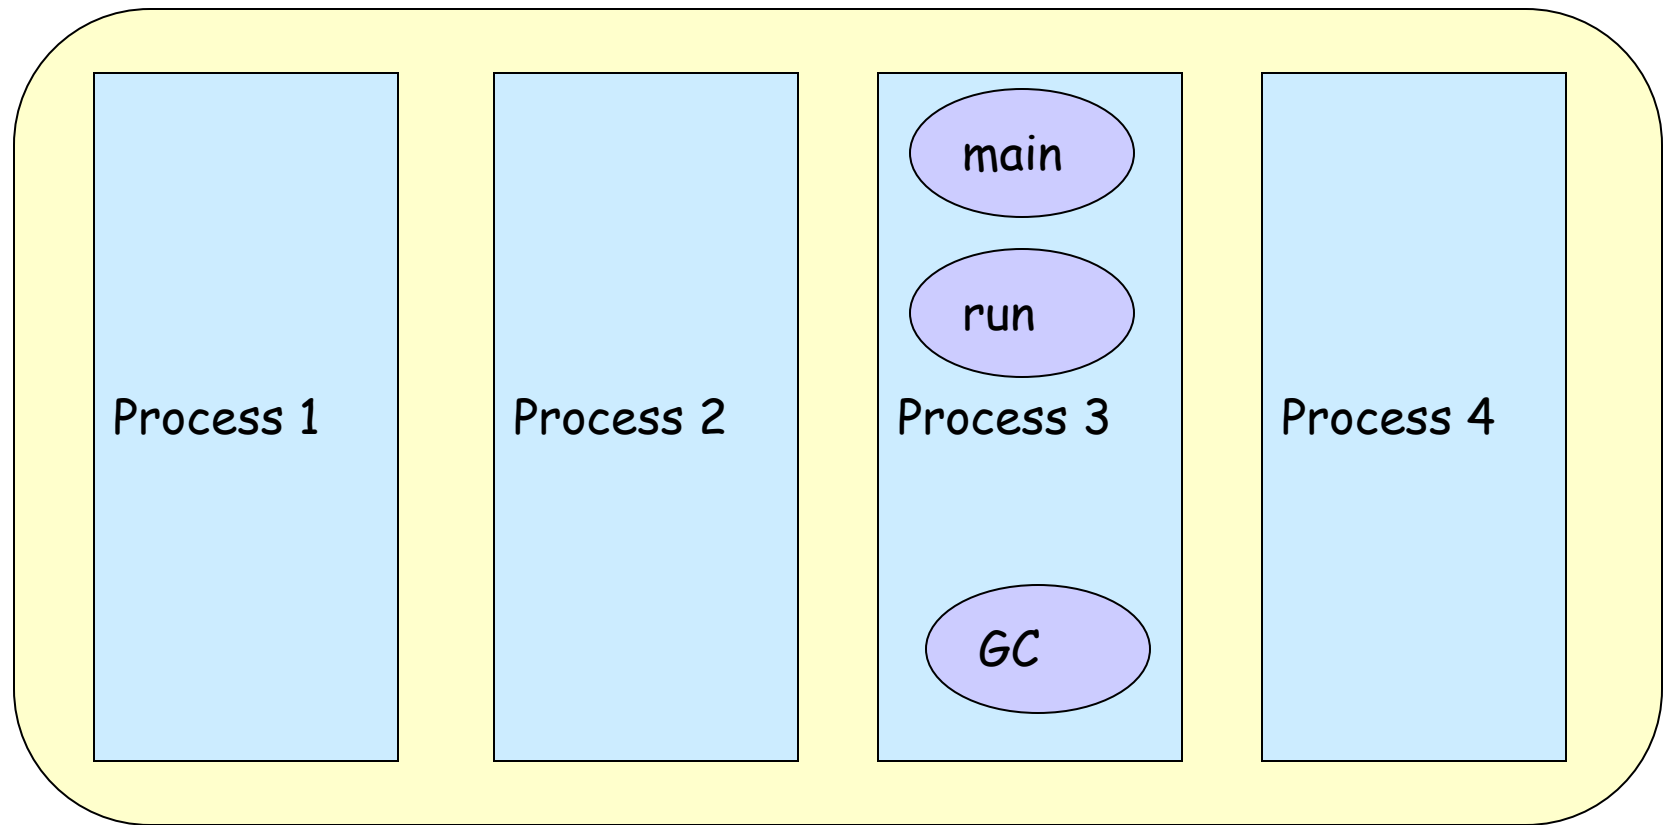 main
run
Process 1
Process 2
Process 3
Process 4
GC